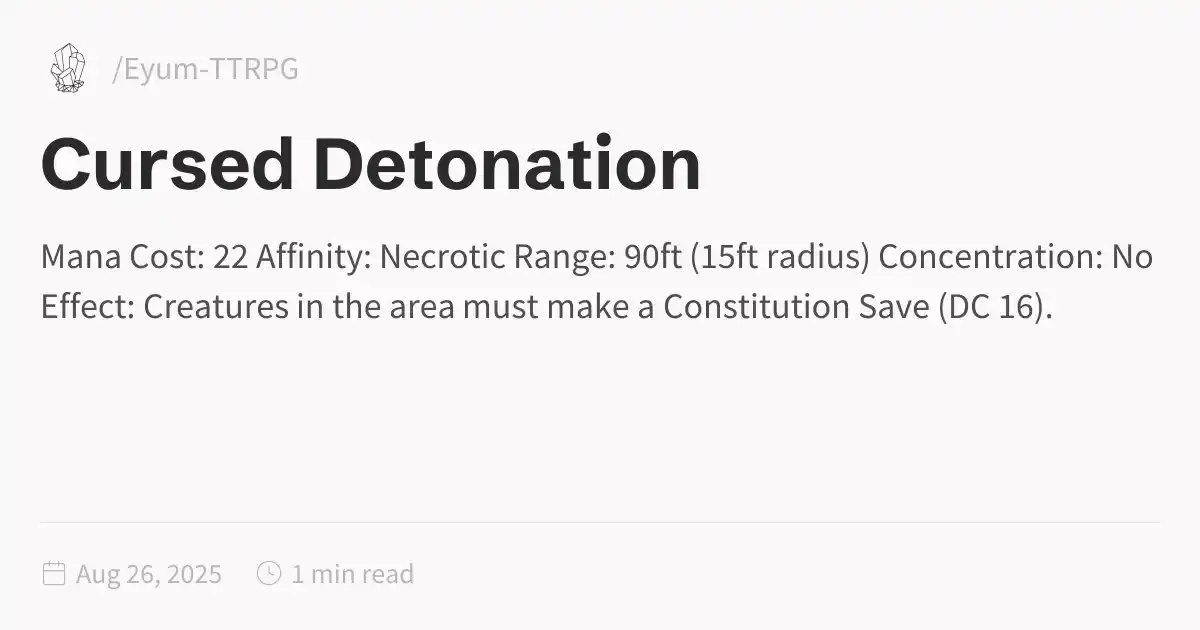 /Eyum-TTRPG
Cursed Detonation
Mana Cost: 22 Affinity: Necrotic Range: 90ft (15ft radius) Concentration: No
Effect: Creatures in the area must make a Constitution Save (DC 16).
Aug 26, 2025 1 min read